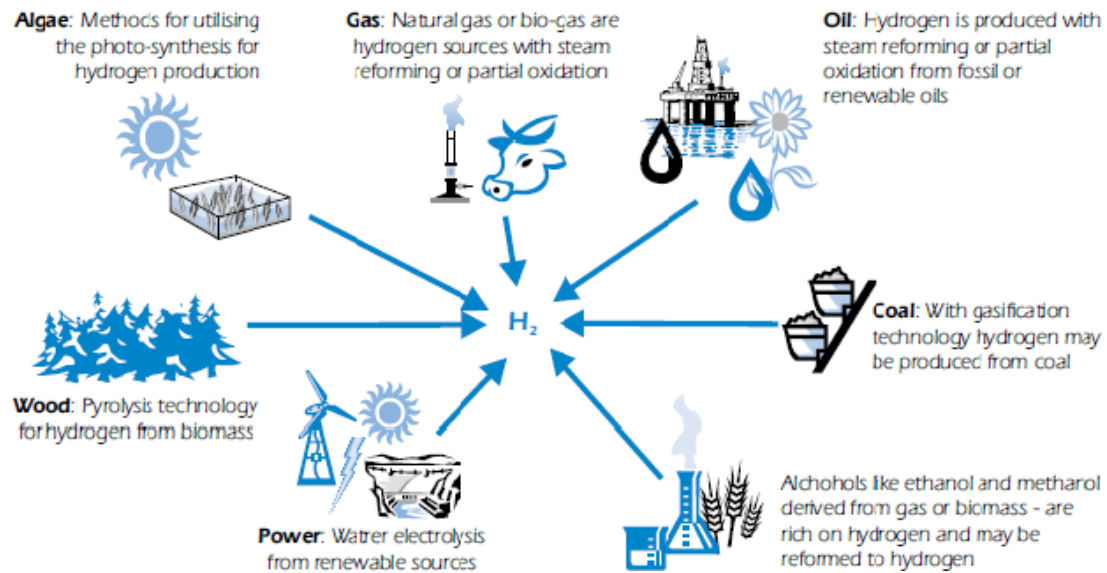 Algae: Methods for utilising
the photo-synthesis for
hydrogen production
Gas: Natural gas or bio-gas are
hydrogen sources with steam
reforming or partial oxidation
Oil: Hydrogen is produced with
steam reforming or partial
oxidation from fossil or
renewable oils
H2
Coal: With gasification
technology hydrogen may
be produced from coal
Wood: Pyrolysis technology
for hydrogen from biomass
Power: Watrer electrolysis
from renewable sources
Alchohols like ethanol and methanol
derived from gas or biomass - are
rich on hydrogen and may be
reformed to hydrogen